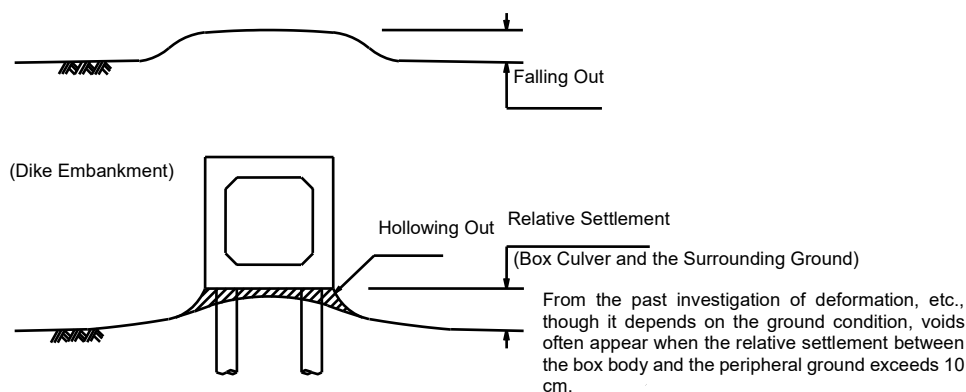 Falling Out
(Dike Embankment)
Hollowing Out
Relative Settlement
(Box Culver and the Surrounding Ground)
From the past investigation of deformation, etc.,
though it depends on the ground condition, voids
often appear when the relative settlement between
the box body and the peripheral ground exceeds 10
cm.